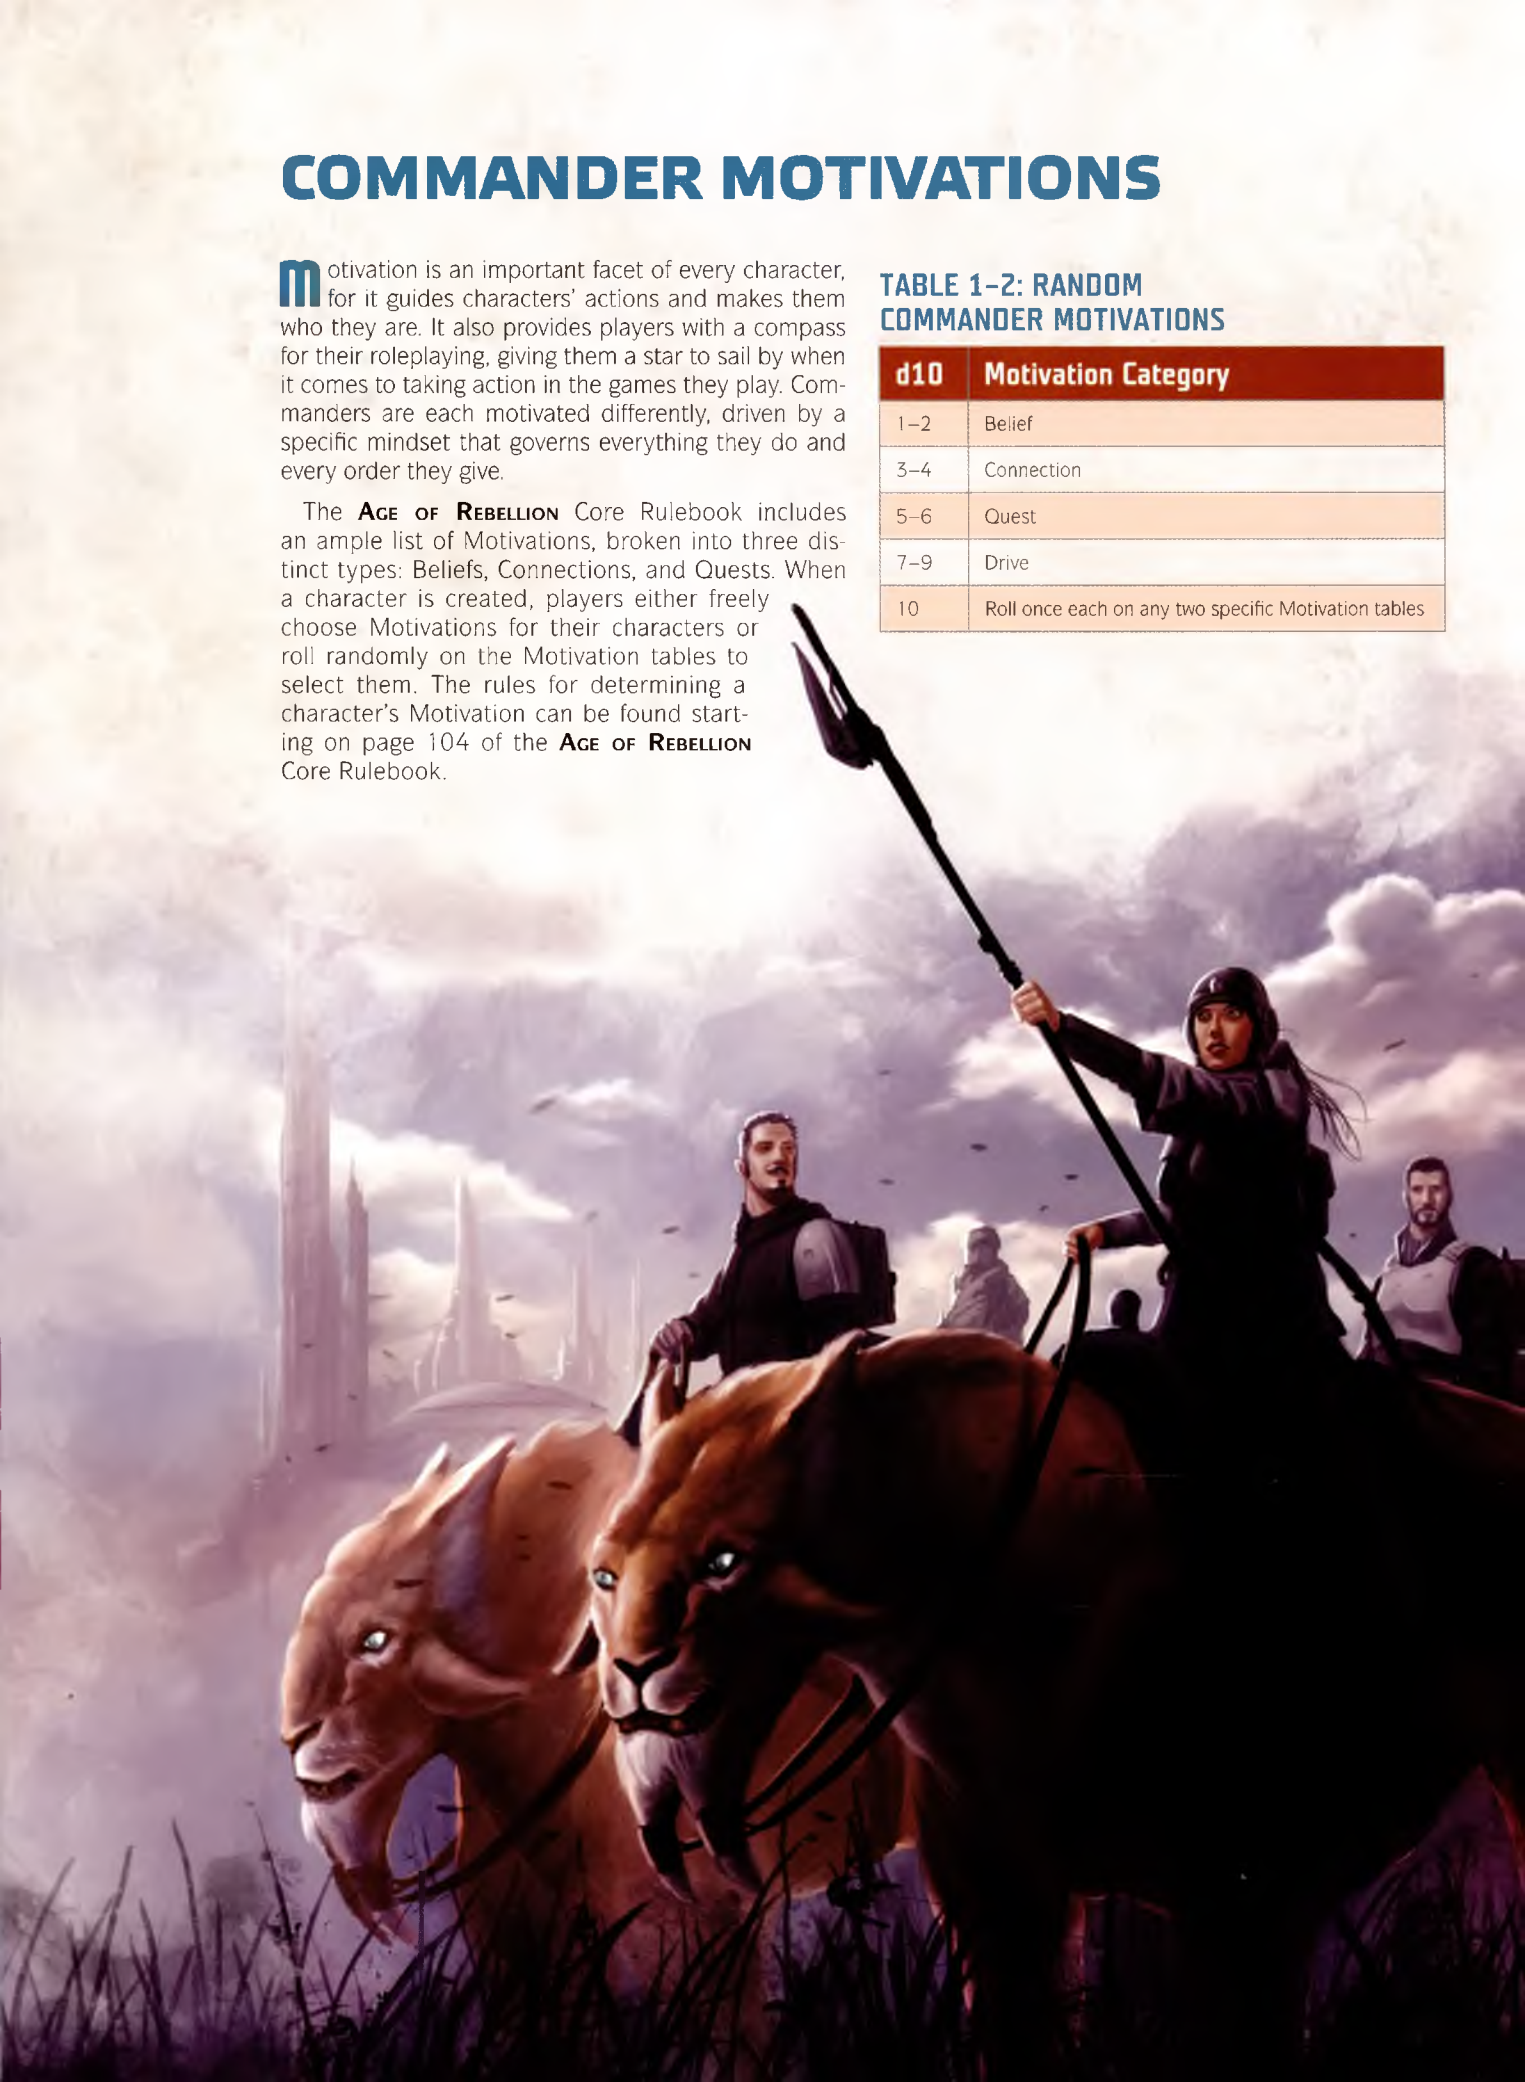 COMMANDER MOTIVATIONS
Motivation is an important facet of every character,
for it guides characters' actions and makes them
who they are. It also provides players with a compass
for their roleplaying, giving them a star to sail by when
it comes to taking action in the games they play. Com-
manders are each motivated differently, driven by a
specific mindset that governs everything they do and
every order they give.
The AGE OF REBELLION Core Rulebook includes
an ample list of Motivations, broken into three dis-
tinct types: Beliefs, Connections, and Quests. When
a character is created, players either freely
choose Motivations for their characters or
roll randomly on the Motivation tables to
select them. The rules for determining a
character's Motivation can be found start-
ing on page 104 of the AGE OF REBELLION
Core Rulebook.
TABLE 1–2: RANDOM
COMMANDER MOTIVATIONS
d10 Motivation Category
1–2 Belief
3–4 Connection
5–6 Quest
7–9 Drive
10 Roll once each on any two specific Motivation tables